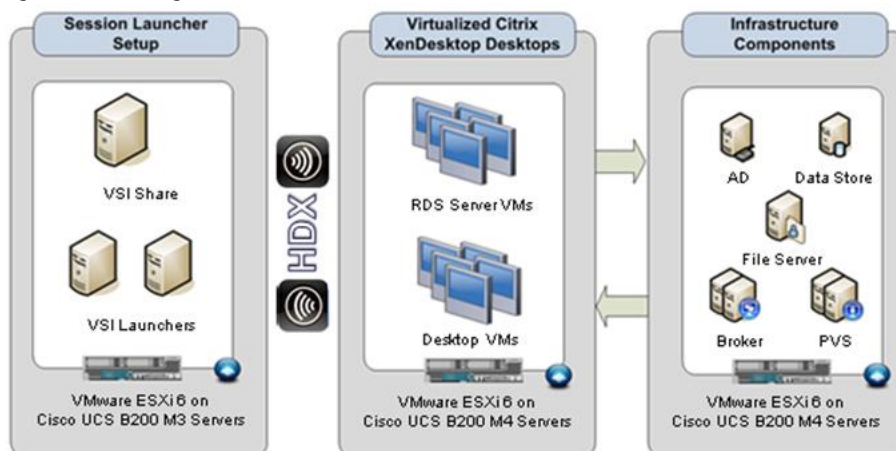 Session Launcher
Setup
VSI Share
VSI Launchers
VMware ESXi 6 on
Cisco UCS B200 M3 Servers
HDX
Virtualized Citrix
XenDesktop Desktops
RDS Server VMs
Desktop VMs
VMware ESXi 6 on
Cisco UCS B200 M4 Servers
Infrastructure
Components
AD
Data Store
File Server
Broker
PVS
VMware ESXi 6 on
Cisco UCS B200 M4 Servers